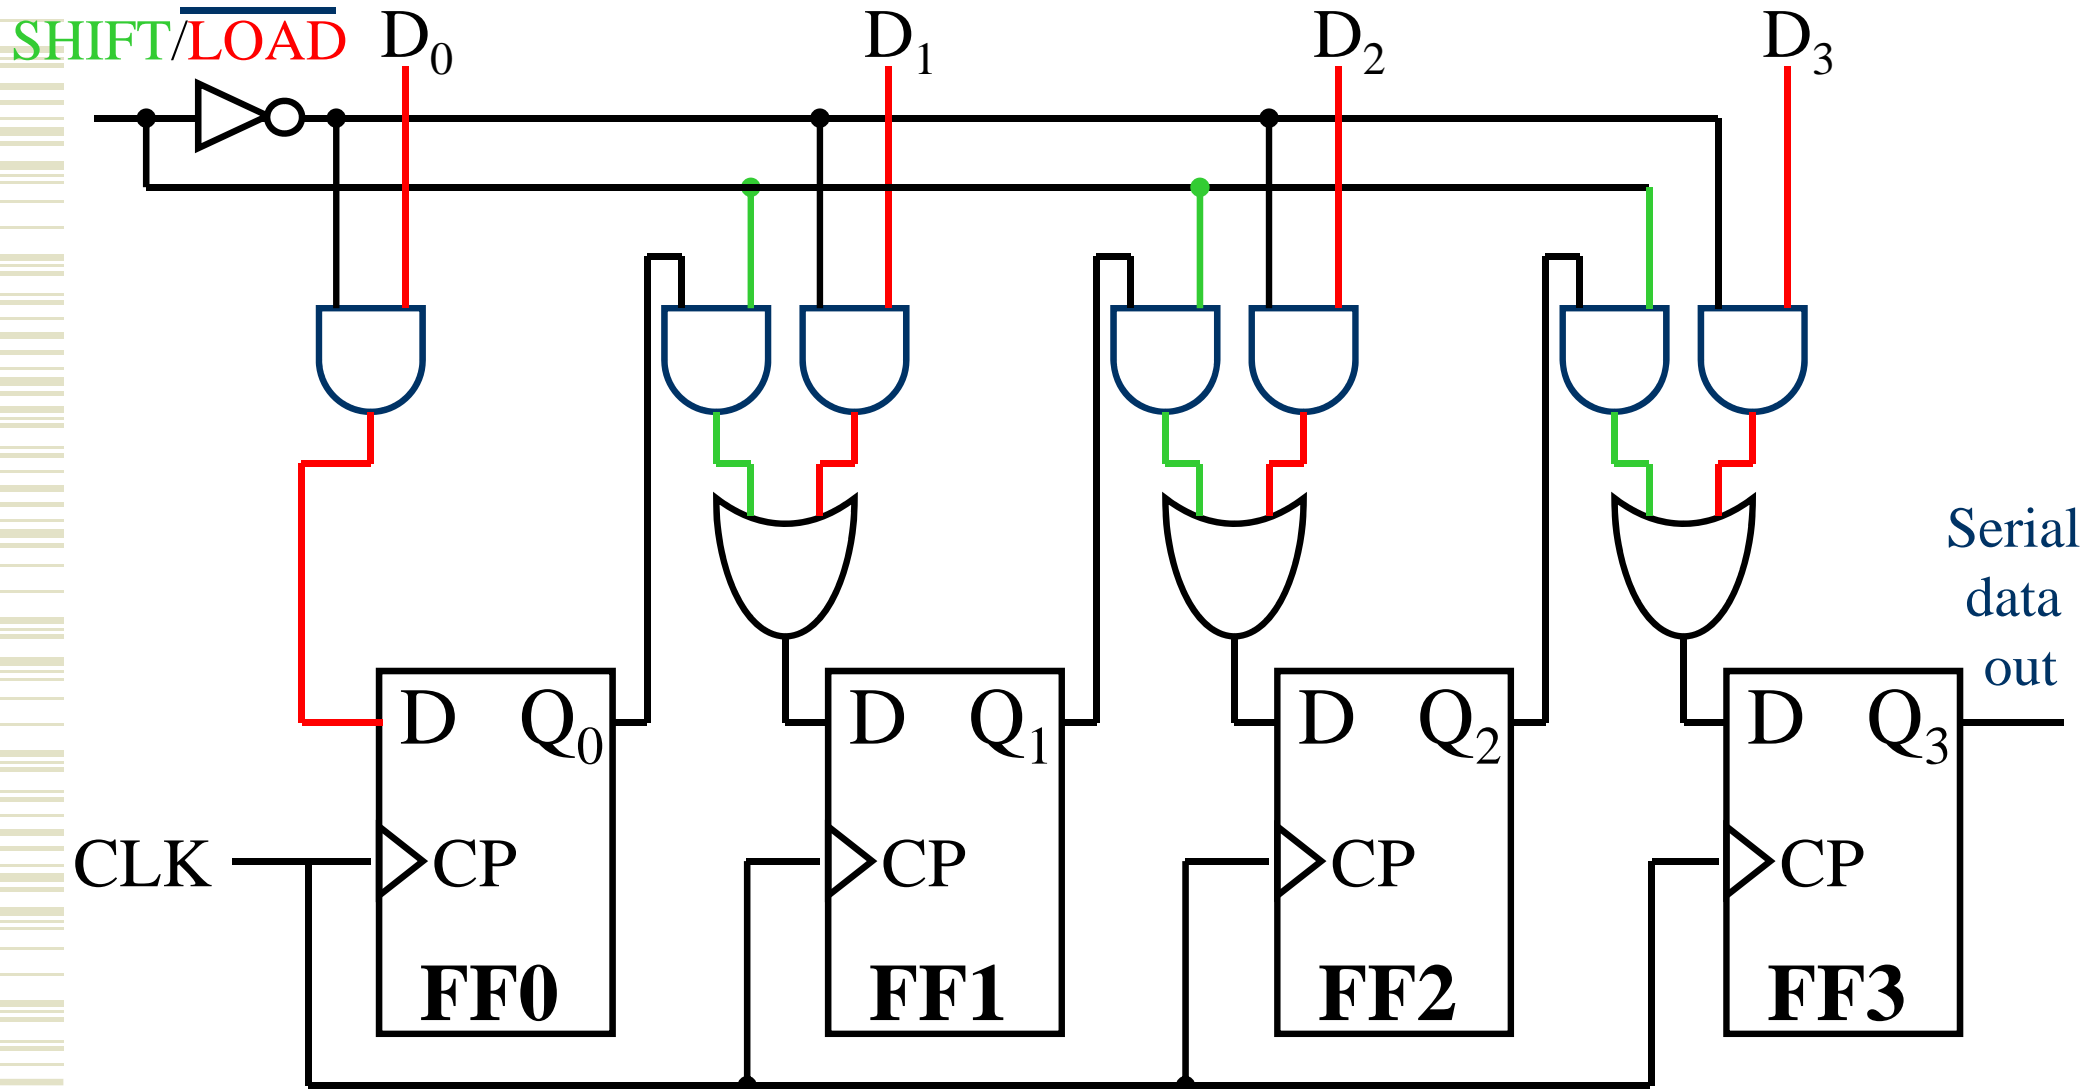 SHIFT/LOAD D0 D1 D2 D3
Serial
data
out
D Q0 D Q1 D Q2 D Q3
CLK CP CP CP CP
FF0 FF1 FF2 FF3